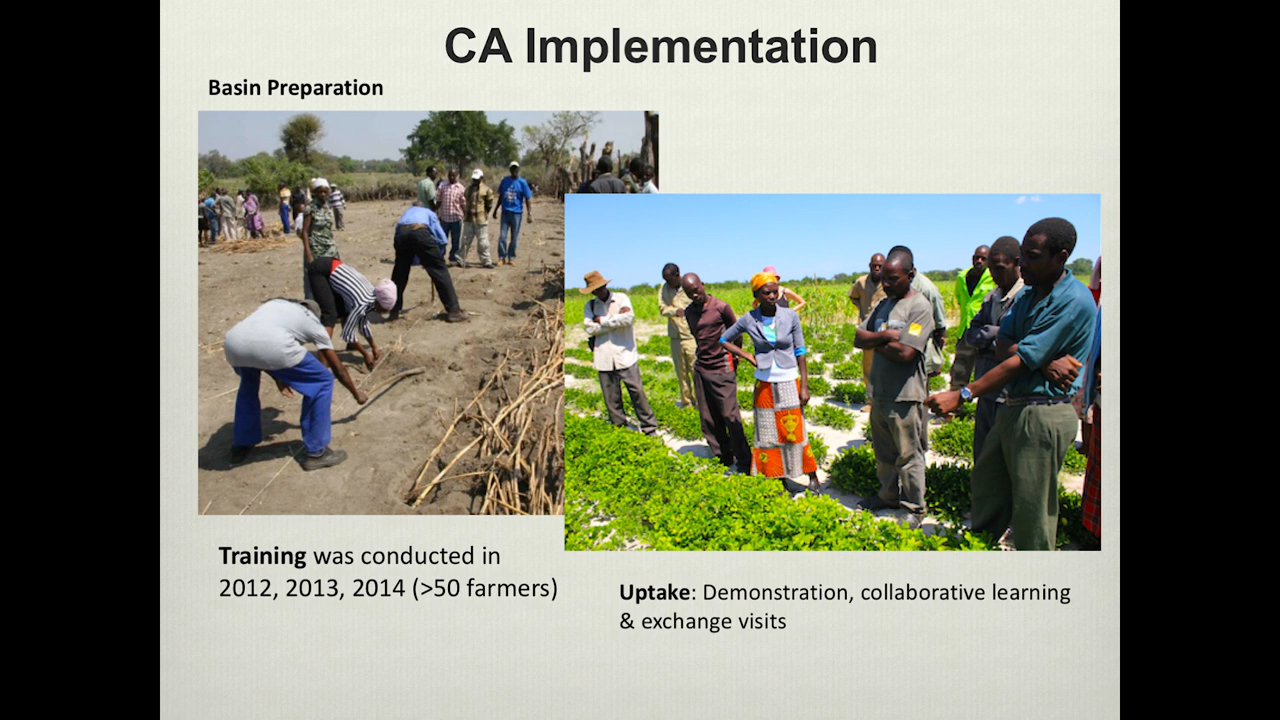 CA Implementation
Basin Preparation
Training was conducted in
2012, 2013, 2014 (>50 farmers)
Uptake: Demonstration, collaborative learning
& exchange visits